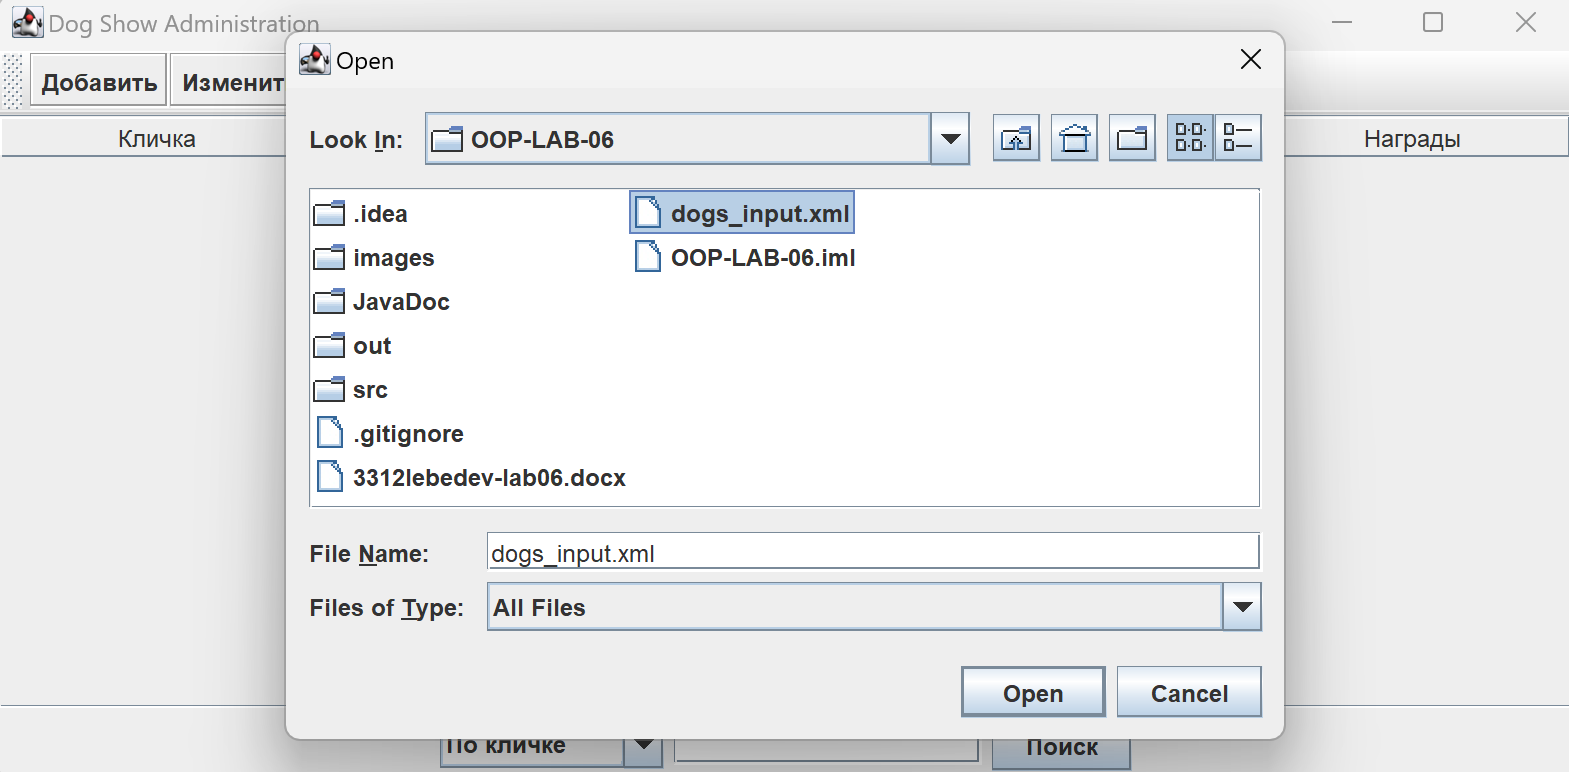 Dog Show Administration
Open
Добавить Изменит
Look In: OOP-LAB-06
Кличка
Награды
.idea
images
JavaDoc
out
src
.gitignore
3312lebedev-lab06.docx
dogs_input.xml
OOP-LAB-06.iml
File Name: dogs_input.xml
Files of Type: All Files
Open Cancel
По кличке Поиск